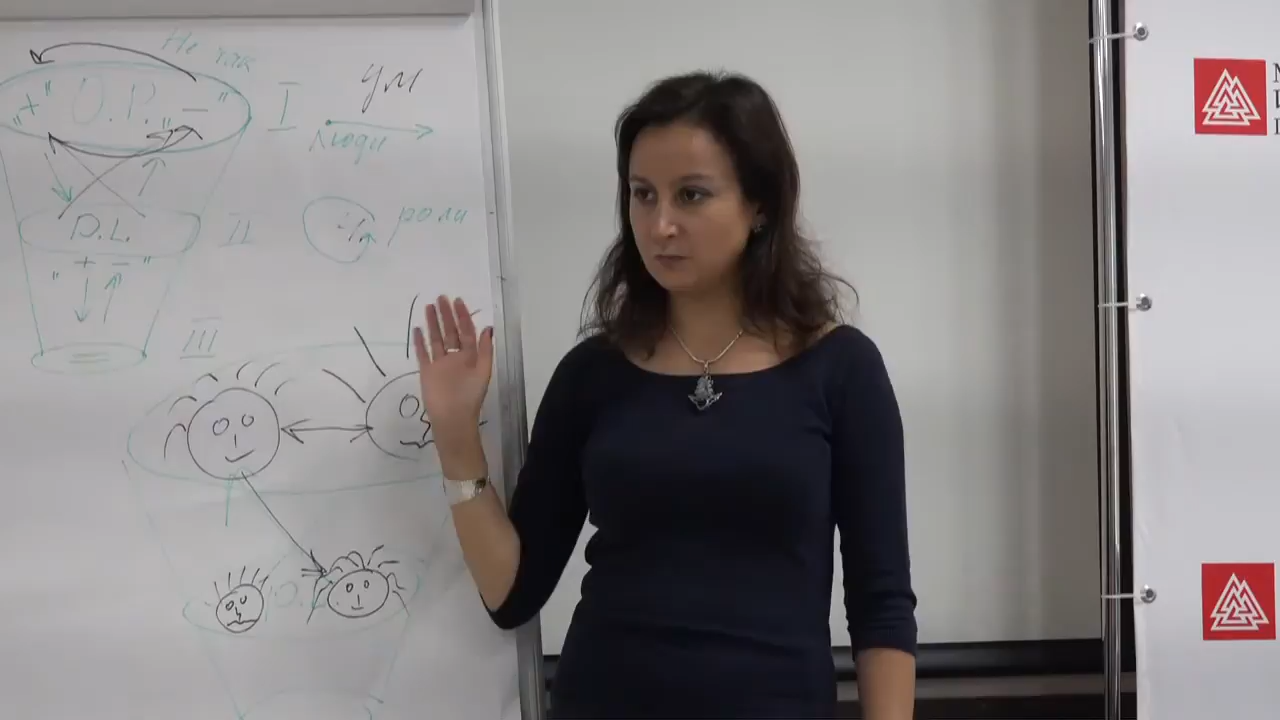 Не так
"+" О.Р. "–"
I
ум
люди
D.L.
II
роли
" + – "
III